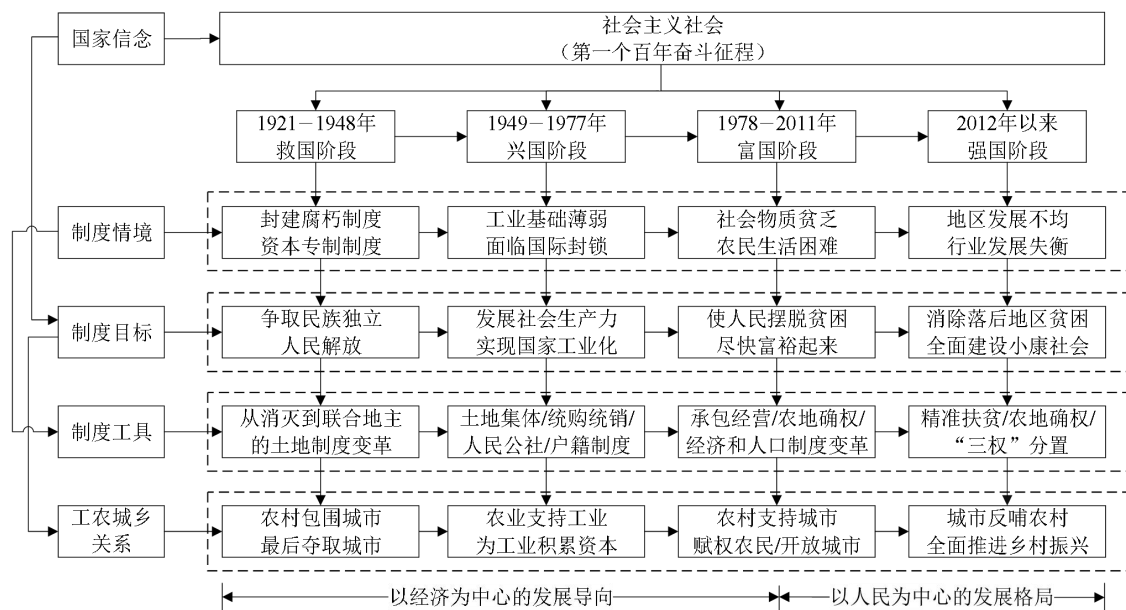 国家信念
社会主义社会
（第一个百年奋斗征程）
1921－1948年
救国阶段
1949－1977年
兴国阶段
1978－2011年
富国阶段
2012年以来
强国阶段
制度情境
封建腐朽制度
资本专制制度
工业基础薄弱
面临国际封锁
社会物质贫乏
农民生活困难
地区发展不均
行业发展失衡
制度目标
争取民族独立
人民解放
发展社会生产力
实现国家工业化
使人民摆脱贫困
尽快富裕起来
消除落后地区贫困
全面建设小康社会
制度工具
从消灭到联合地主
的土地制度变革
土地集体/统购统销/
人民公社/户籍制度
承包经营/农地确权/
经济和人口制度变革
精准扶贫/农地确权/
“三权”分置
工农城乡
关系
农村包围城市
最后夺取城市
农业支持工业
为工业积累资本
农村支持城市
赋权农民/开放城市
城市反哺农村
全面推进乡村振兴
以经济为中心的发展导向
以人民为中心的发展格局